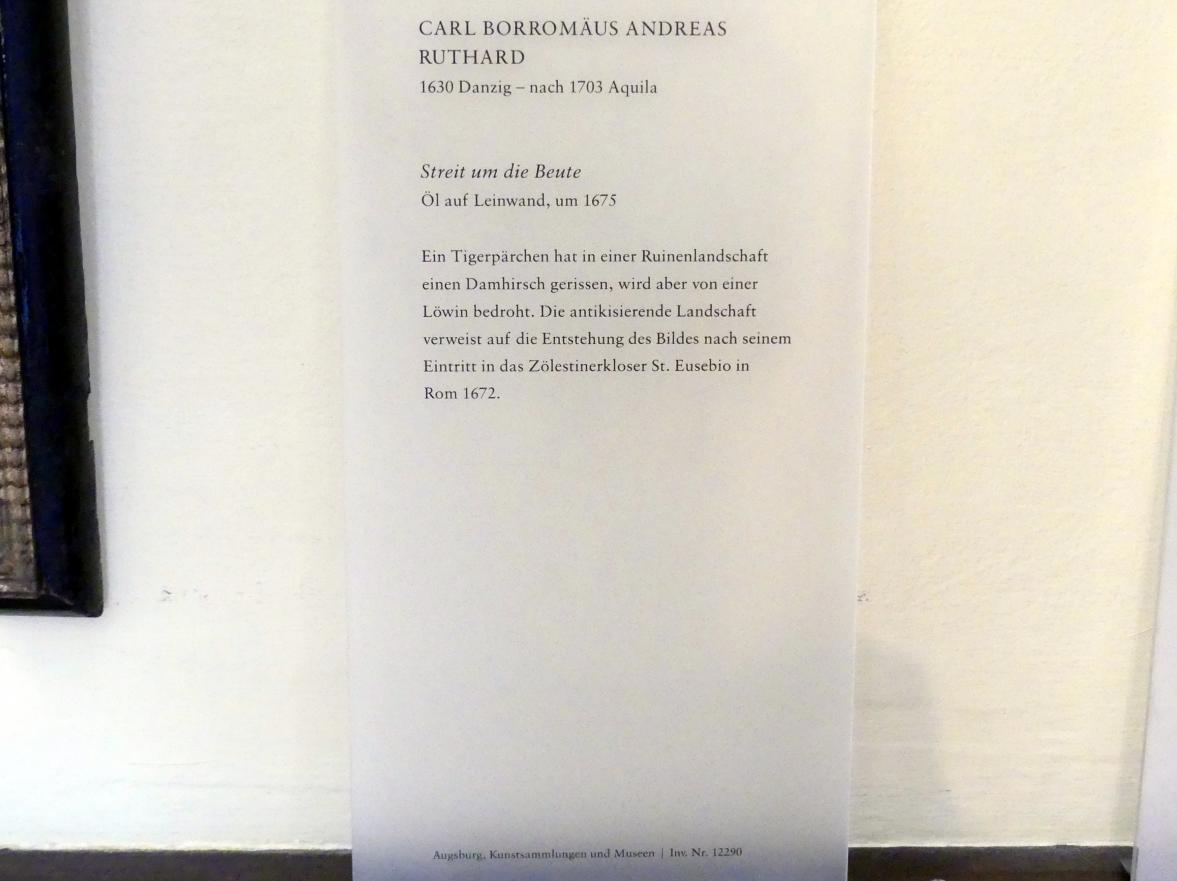 CARL BORROMÄUS ANDREAS
RUTHARD
1630 Danzig – nach 1703 Aquila
Streit um die Beute
Öl auf Leinwand, um 1675
Ein Tigerpärchen hat in einer Ruinenlandschaft
einen Damhirsch gerissen, wird aber von einer
Löwin bedroht. Die antikisierende Landschaft
verweist auf die Entstehung des Bildes nach seinem
Eintritt in das Zölestinerkloser St. Eusebio in
Rom 1672.
Augsburg, Kunstsammlungen und Museen | Inv. Nr. 12290